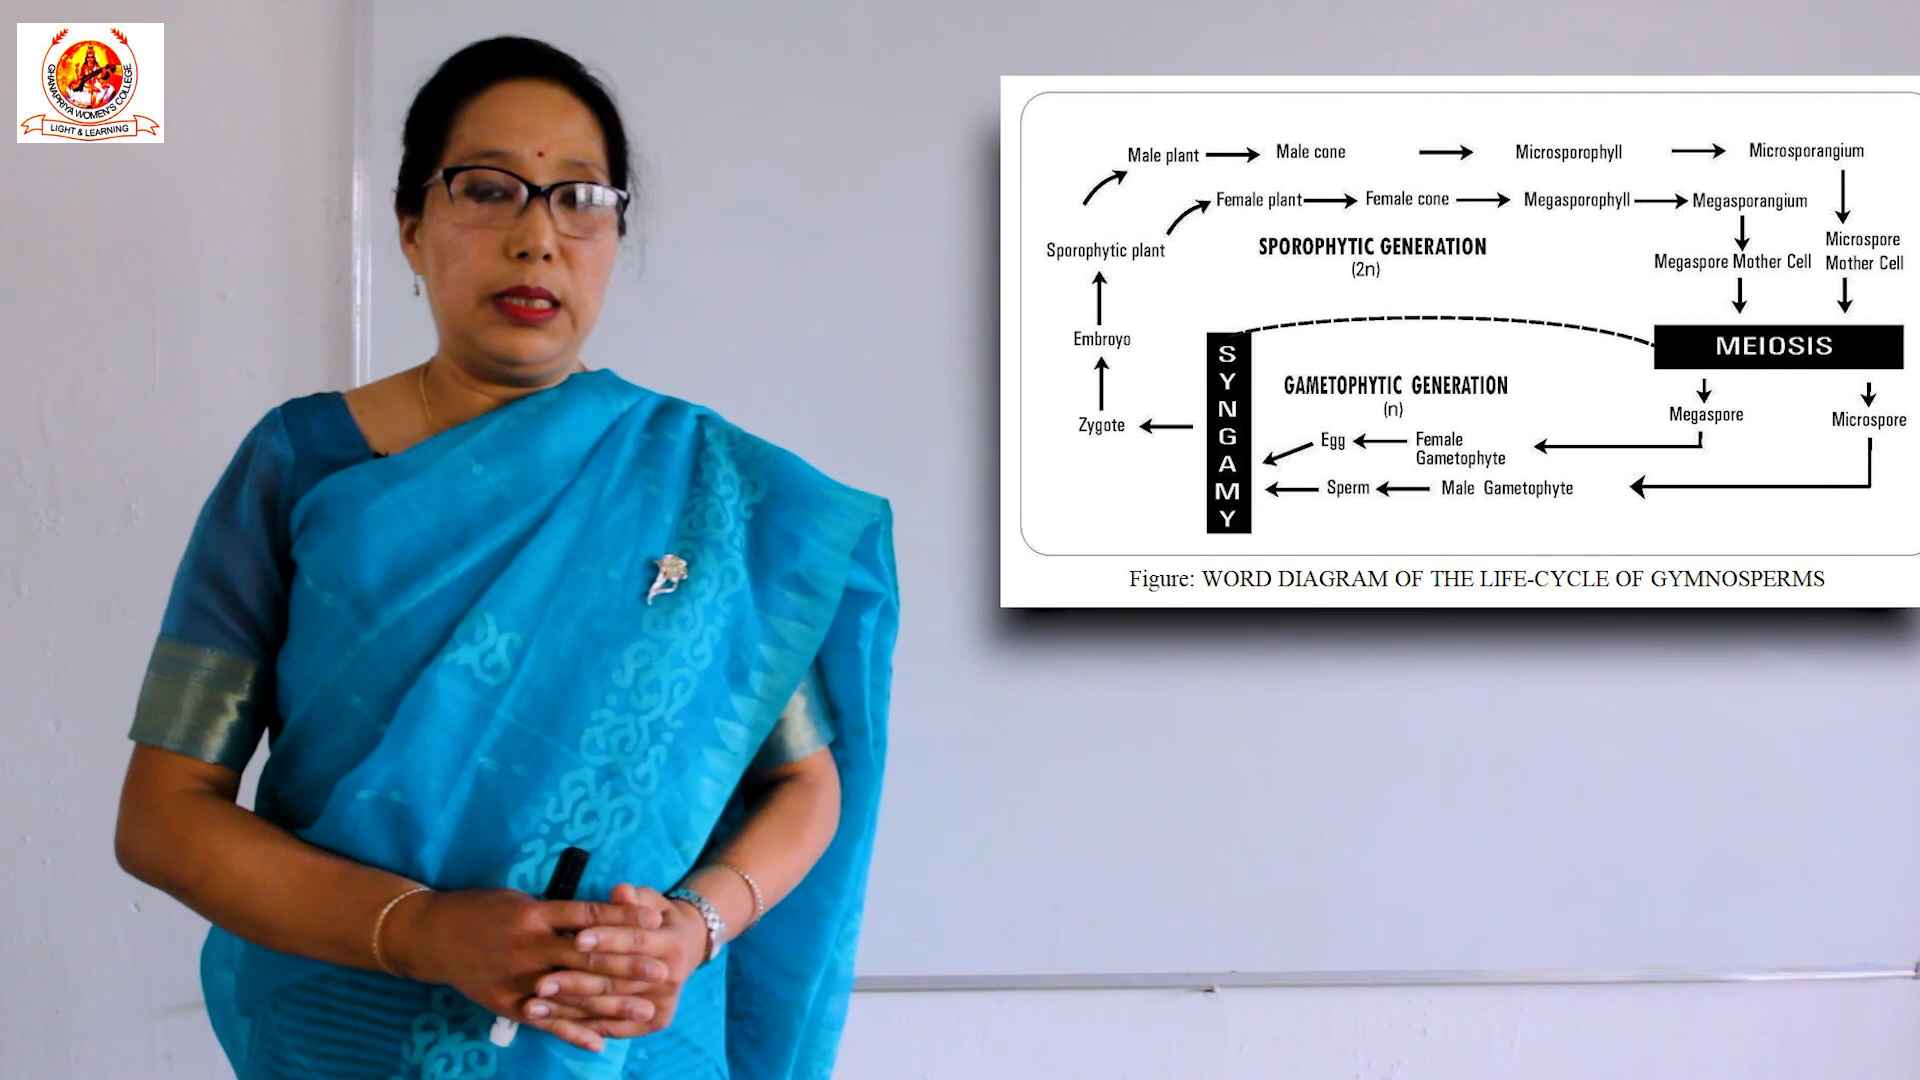 GHANAPRIYA WOMEN'S COLLEGE
LIGHT & LEARNING
Male plant Male cone Microsporophyll Microsporangium
Female plant Female cone Megasporophyll Megasporangium
Sporophytic plant
SPOROPHYTIC GENERATION
(2n)
Megaspore Mother Cell
Microspore
Mother Cell
Embroyo
SYNGAMY
MEIOSIS
GAMETOPHYTIC GENERATION
(n)
Megaspore
Microspore
Zygote
Egg
Female
Gametophyte
Sperm
Male Gametophyte
Figure: WORD DIAGRAM OF THE LIFE-CYCLE OF GYMNOSPERMS